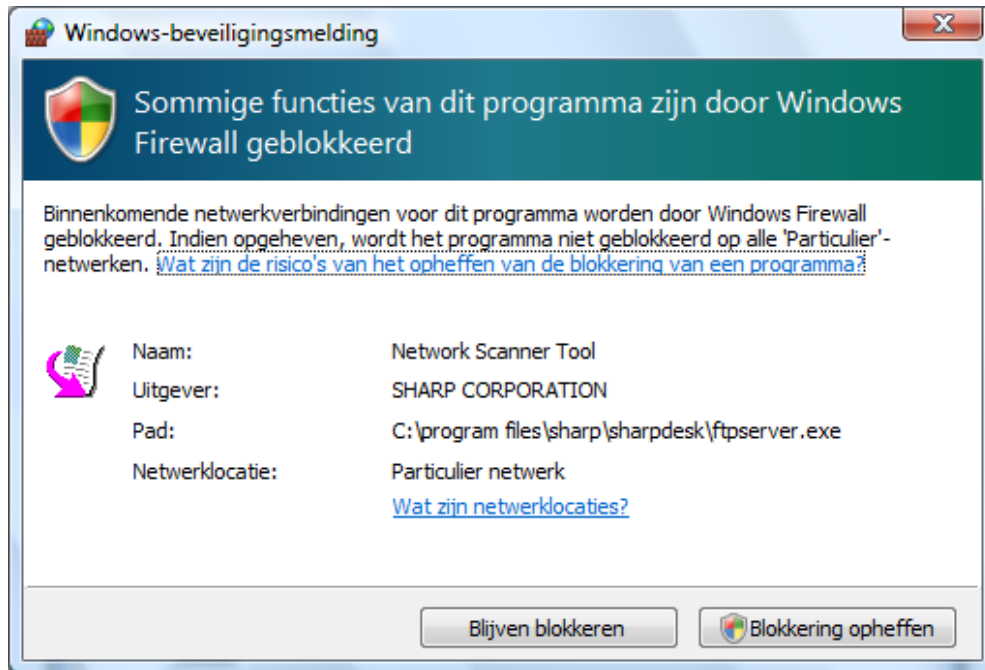 Windows-beveiligingsmelding
Sommige functies van dit programma zijn door Windows
Firewall geblokkeerd
Binnenkomende netwerkverbindingen voor dit programma worden door Windows Firewall
geblokkeerd. Indien opgeheven, wordt het programma niet geblokkeerd op alle 'Particulier'-
netwerken. Wat zijn de risico's van het opheffen van de blokkering van een programma?
Naam: Network Scanner Tool
Uitgever: SHARP CORPORATION
Pad: C:\program files\sharp\sharpdesk\ftpserver.exe
Netwerklocatie: Particulier netwerk
Wat zijn netwerklocaties?
Blijven blokkeren Blokkering opheffen